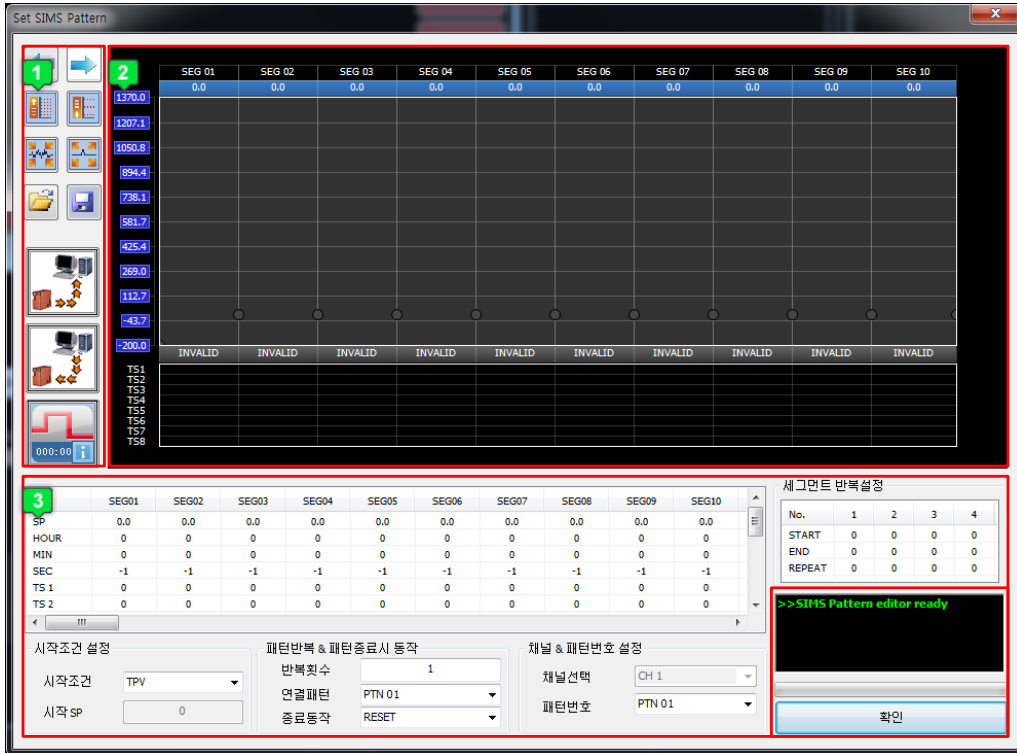 Set SIMS Pattern
x
1
2
SEG 01 SEG 02 SEG 03 SEG 04 SEG 05 SEG 06 SEG 07 SEG 08 SEG 09 SEG 10
0.0 0.0 0.0 0.0 0.0 0.0 0.0 0.0 0.0 0.0
1370.0
1207.1
1050.8
894.4
738.1
581.7
425.4
269.0
112.7
-43.7
-200.0
INVALID INVALID INVALID INVALID INVALID INVALID INVALID INVALID INVALID INVALID
TS1
TS2
TS3
TS4
TS5
TS6
TS7
TS8
000:00 i
3
SEG01 SEG02 SEG03 SEG04 SEG05 SEG06 SEG07 SEG08 SEG09 SEG10
SP 0.0 0.0 0.0 0.0 0.0 0.0 0.0 0.0 0.0 0.0
HOUR 0 0 0 0 0 0 0 0 0 0
MIN 0 0 0 0 0 0 0 0 0 0
SEC -1 -1 -1 -1 -1 -1 -1 -1 -1 -1
TS 1 0 0 0 0 0 0 0 0 0 0
TS 2 0 0 0 0 0 0 0 0 0 0
세그먼트 반복설정
No. 1 2 3 4
START 0 0 0 0
END 0 0 0 0
REPEAT 0 0 0 0
>>SIMS Pattern editor ready
시작조건 설정
시작조건 TPV
시작 SP 0
패턴반복 & 패턴종료시 동작
반복횟수 1
연결패턴 PTN 01
종료동작 RESET
채널 & 패턴번호 설정
채널선택 CH 1
패턴번호 PTN 01
확인